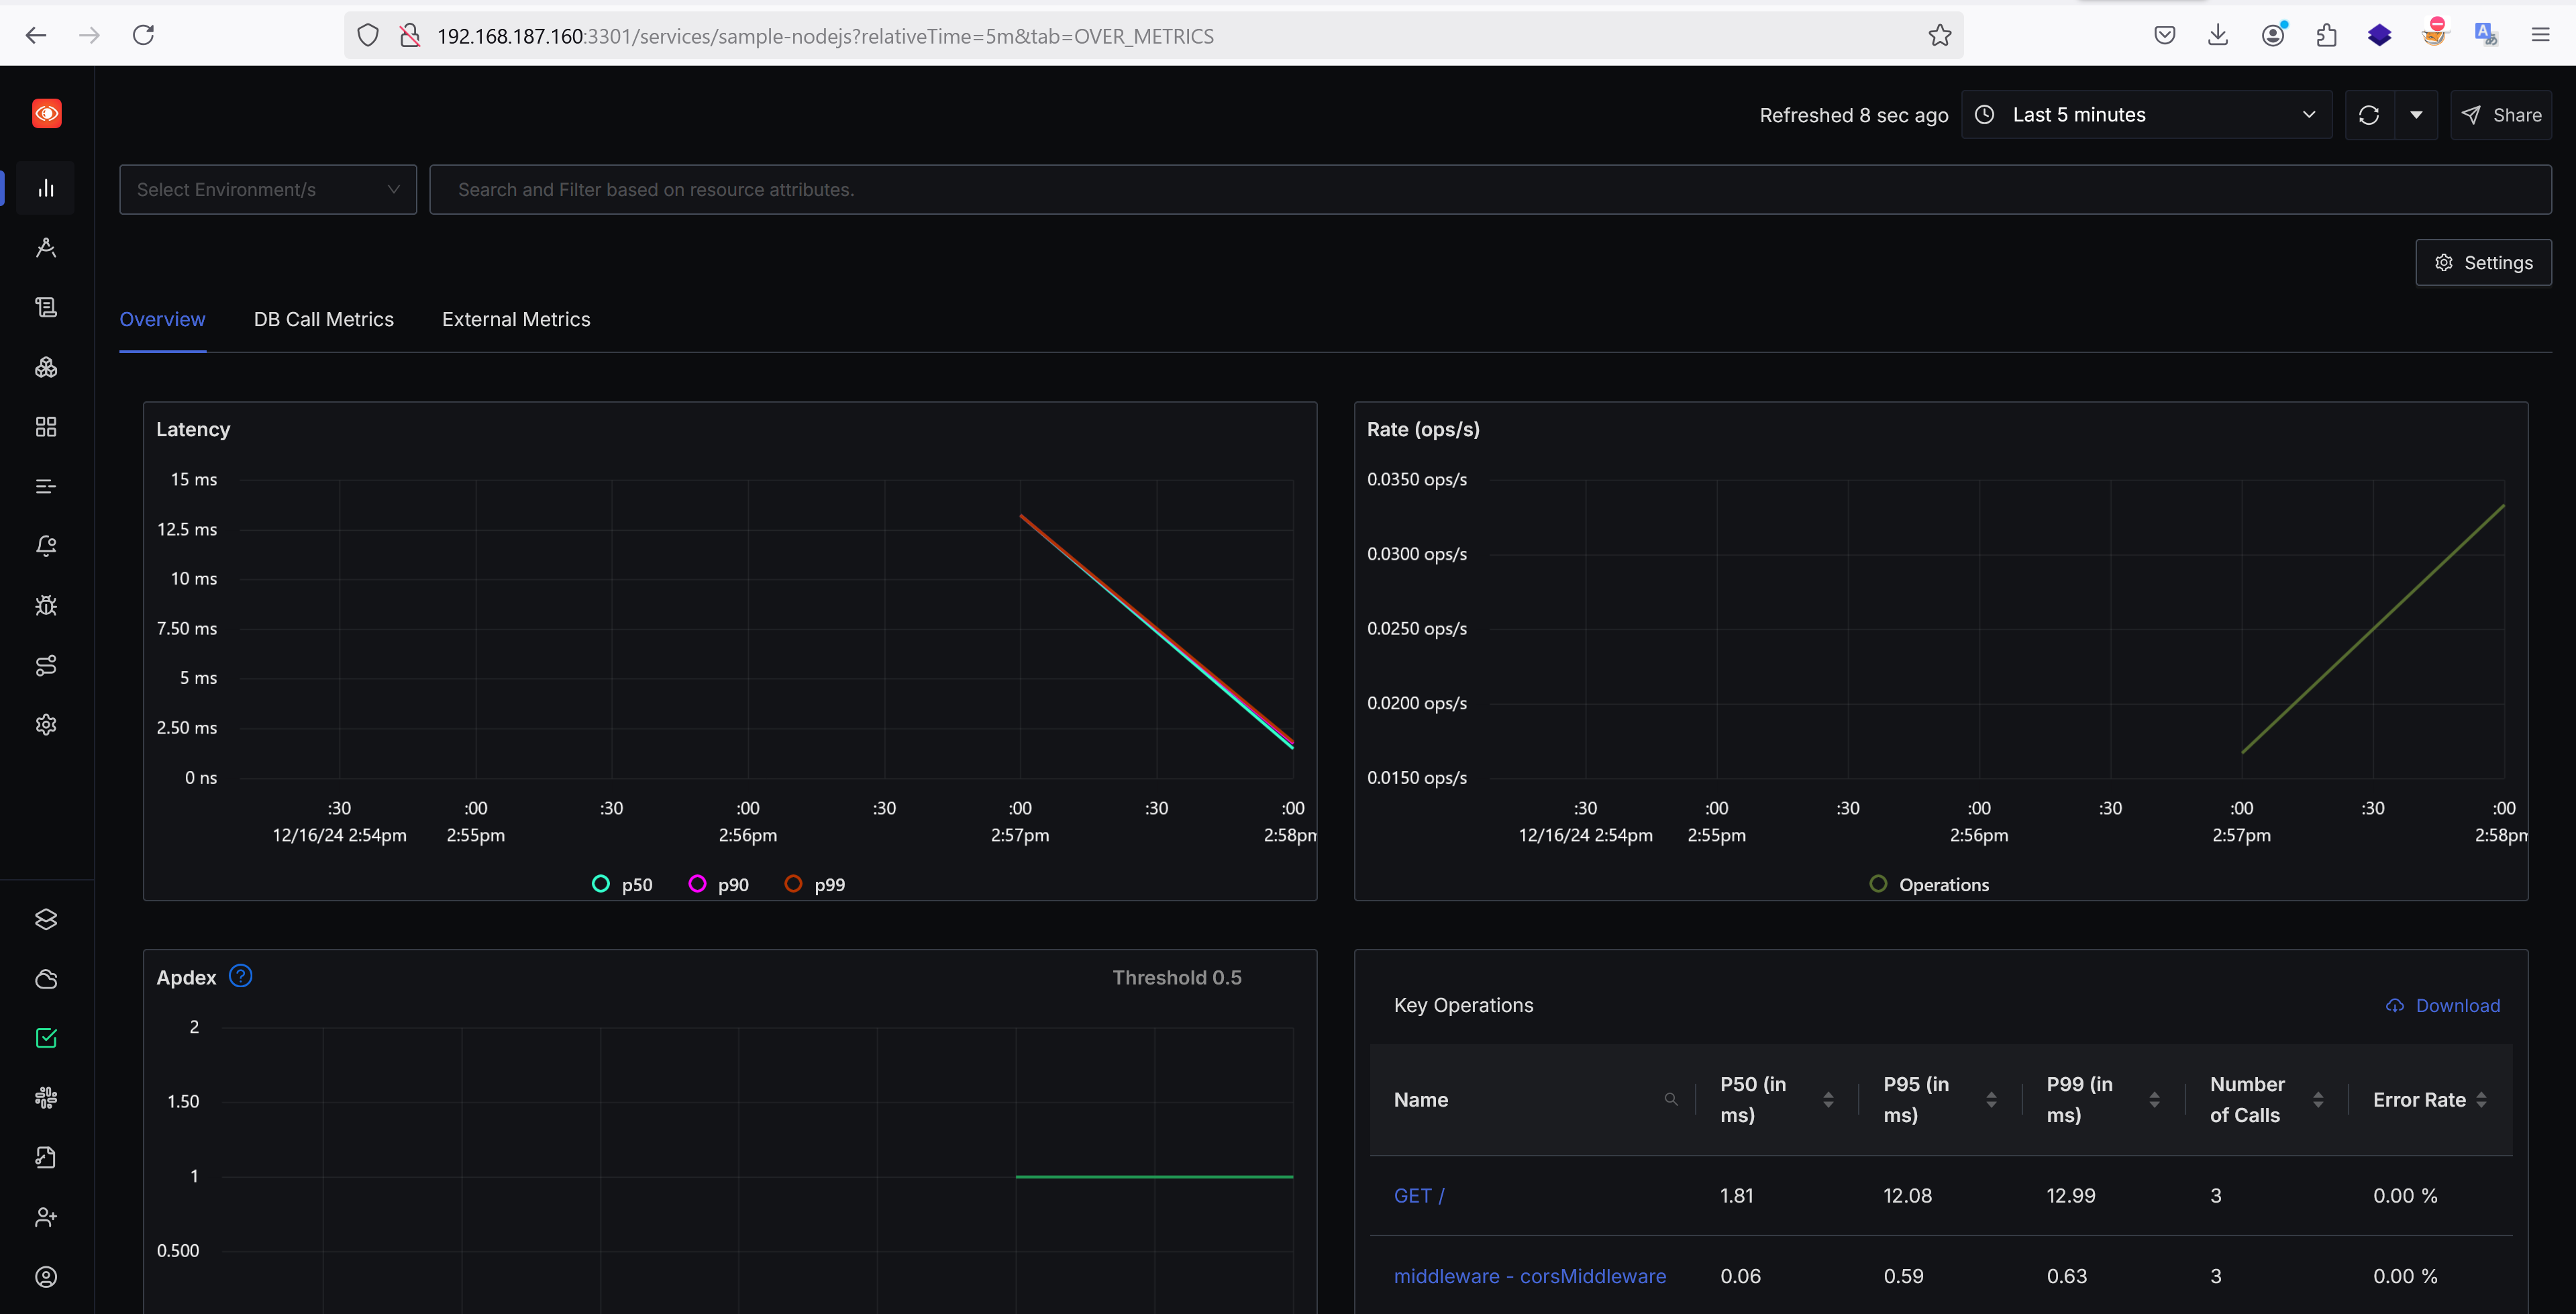 192.168.187.160:3301/services/sample-nodejs?relativeTime=5m&tab=OVER_METRICS
Refreshed 8 sec ago
Last 5 minutes
Share
Select Environment/s
Search and Filter based on resource attributes.
Settings
Overview
DB Call Metrics
External Metrics
Latency
15 ms
12.5 ms
10 ms
7.50 ms
5 ms
2.50 ms
0 ns
:30 :00 :30 :00 :30 :00 :30 :00
12/16/24 2:54pm 2:55pm 2:56pm 2:57pm 2:58pm
p50 p90 p99
Rate (ops/s)
0.0350 ops/s
0.0300 ops/s
0.0250 ops/s
0.0200 ops/s
0.0150 ops/s
:30 :00 :30 :00 :30 :00 :30 :00
12/16/24 2:54pm 2:55pm 2:56pm 2:57pm 2:58pm
Operations
Apdex ?
Threshold 0.5
2
1.50
1
0.500
Key Operations
Download
Name
P50 (in ms)
P95 (in ms)
P99 (in ms)
Number of Calls
Error Rate
GET / 1.81 12.08 12.99 3 0.00 %
middleware - corsMiddleware 0.06 0.59 0.63 3 0.00 %